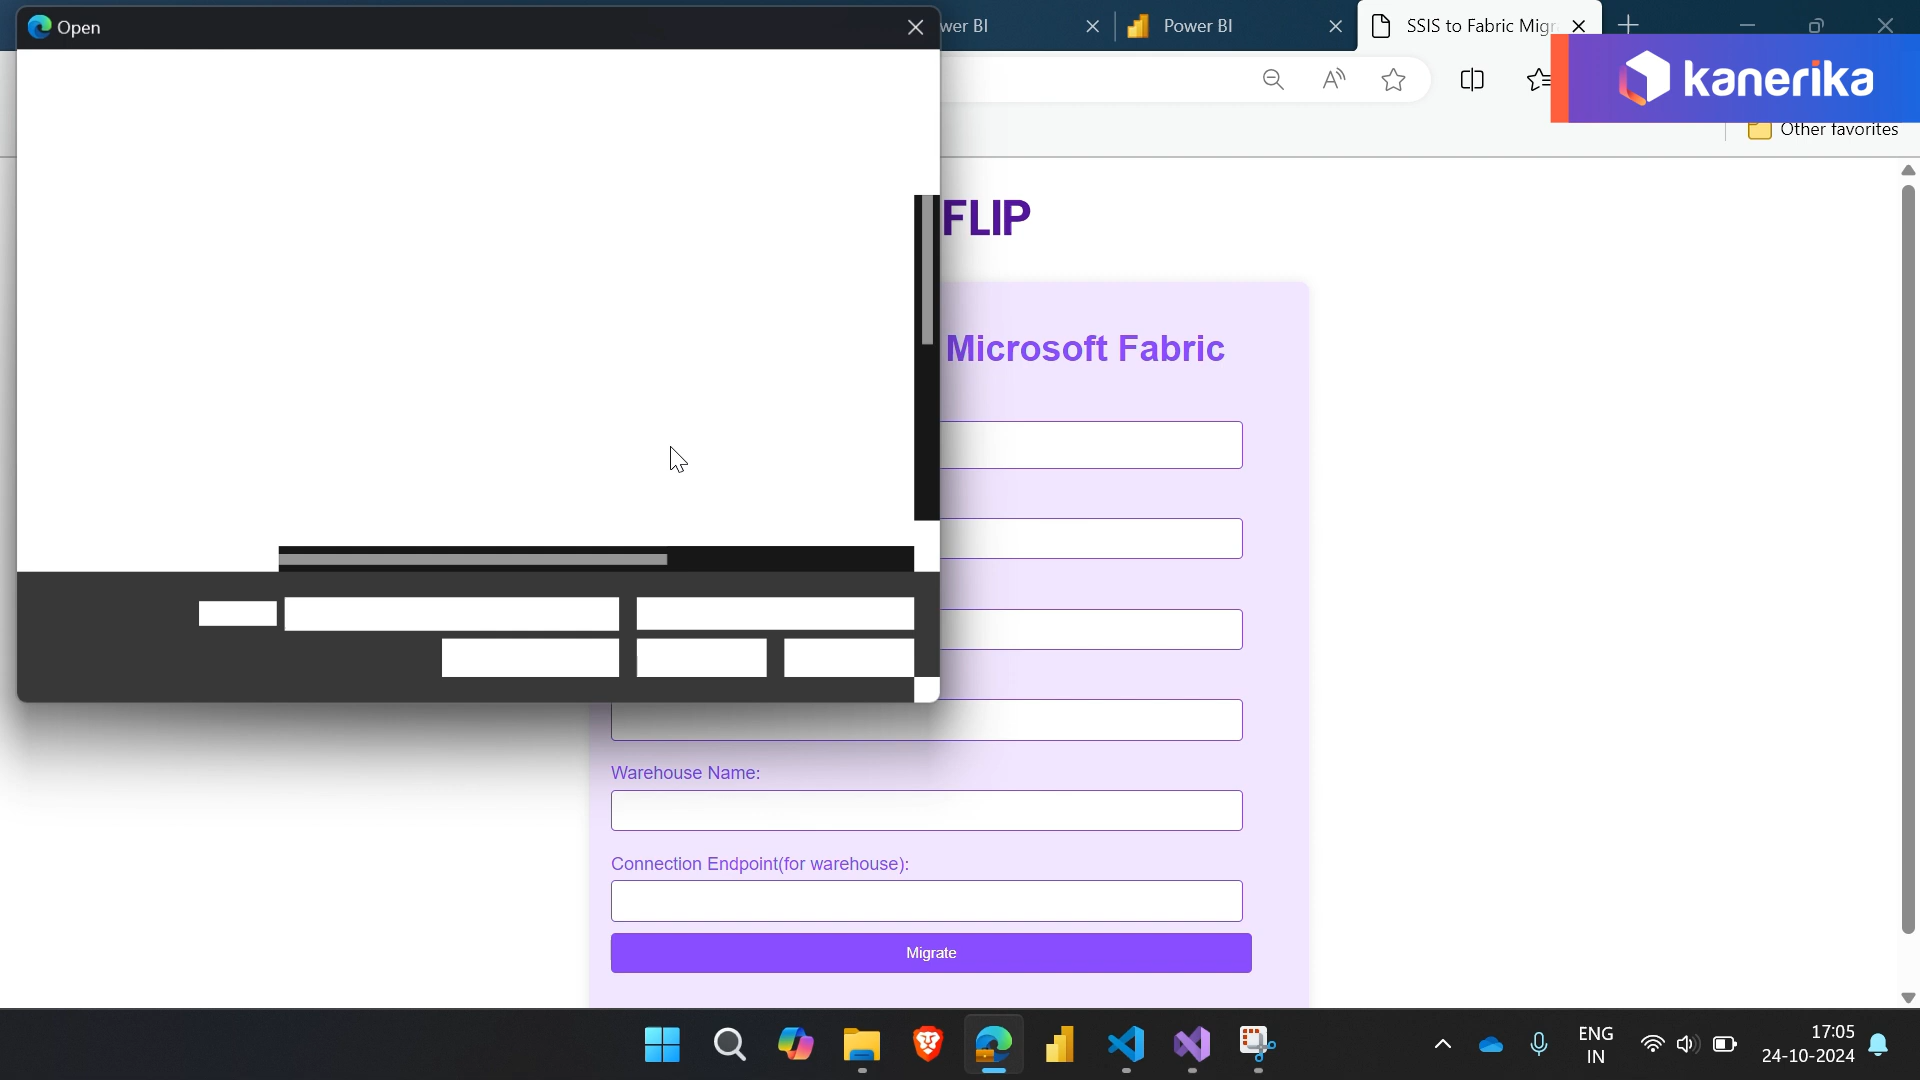 Open
wer BI
Power BI
SSIS to Fabric Migr
kanerika
Other favorites
FLIP
Microsoft Fabric
Warehouse Name:
Connection Endpoint(for warehouse):
Migrate
ENG
IN
17:05
24-10-2024